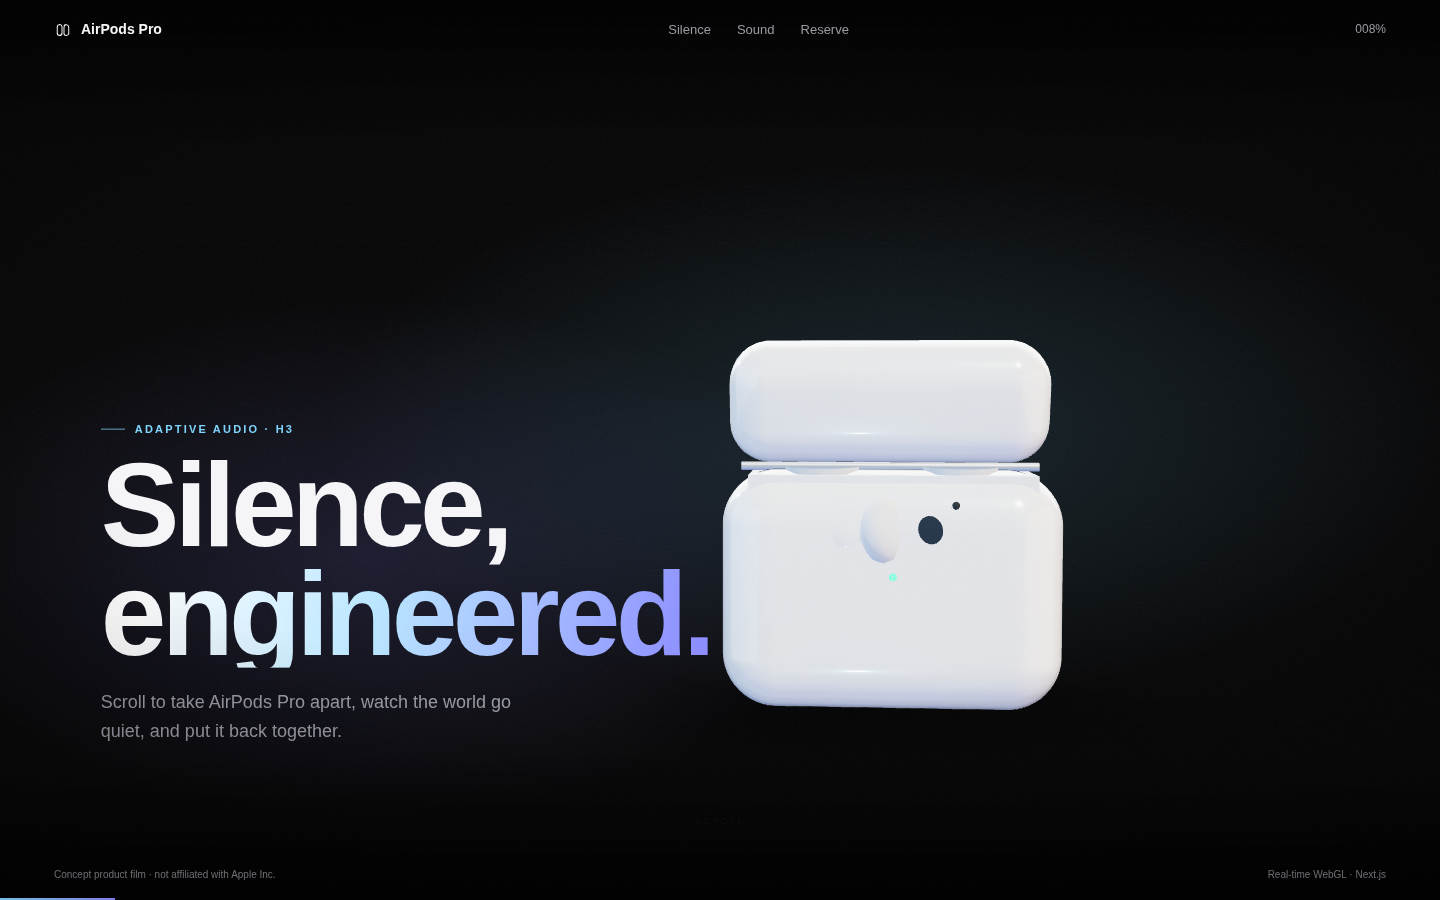 AirPods Pro
Silence
Sound
Reserve
008%
ADAPTIVE AUDIO · H3
Silence,
engineered.
Scroll to take AirPods Pro apart, watch the world go
quiet, and put it back together.
SCROLL
Concept product film · not affiliated with Apple Inc.
Real-time WebGL · Next.js